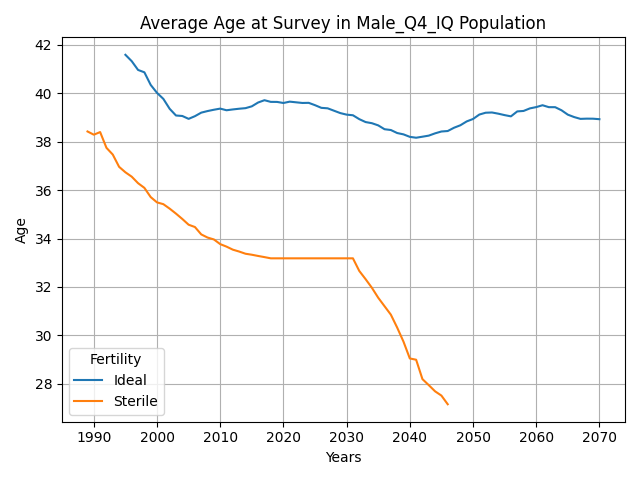 Average Age at Survey in Male_Q4_IQ Population
Age
42
40
38
36
34
32
30
28
Fertility
Ideal
Sterile
1990 2000 2010 2020 2030 2040 2050 2060 2070
Years